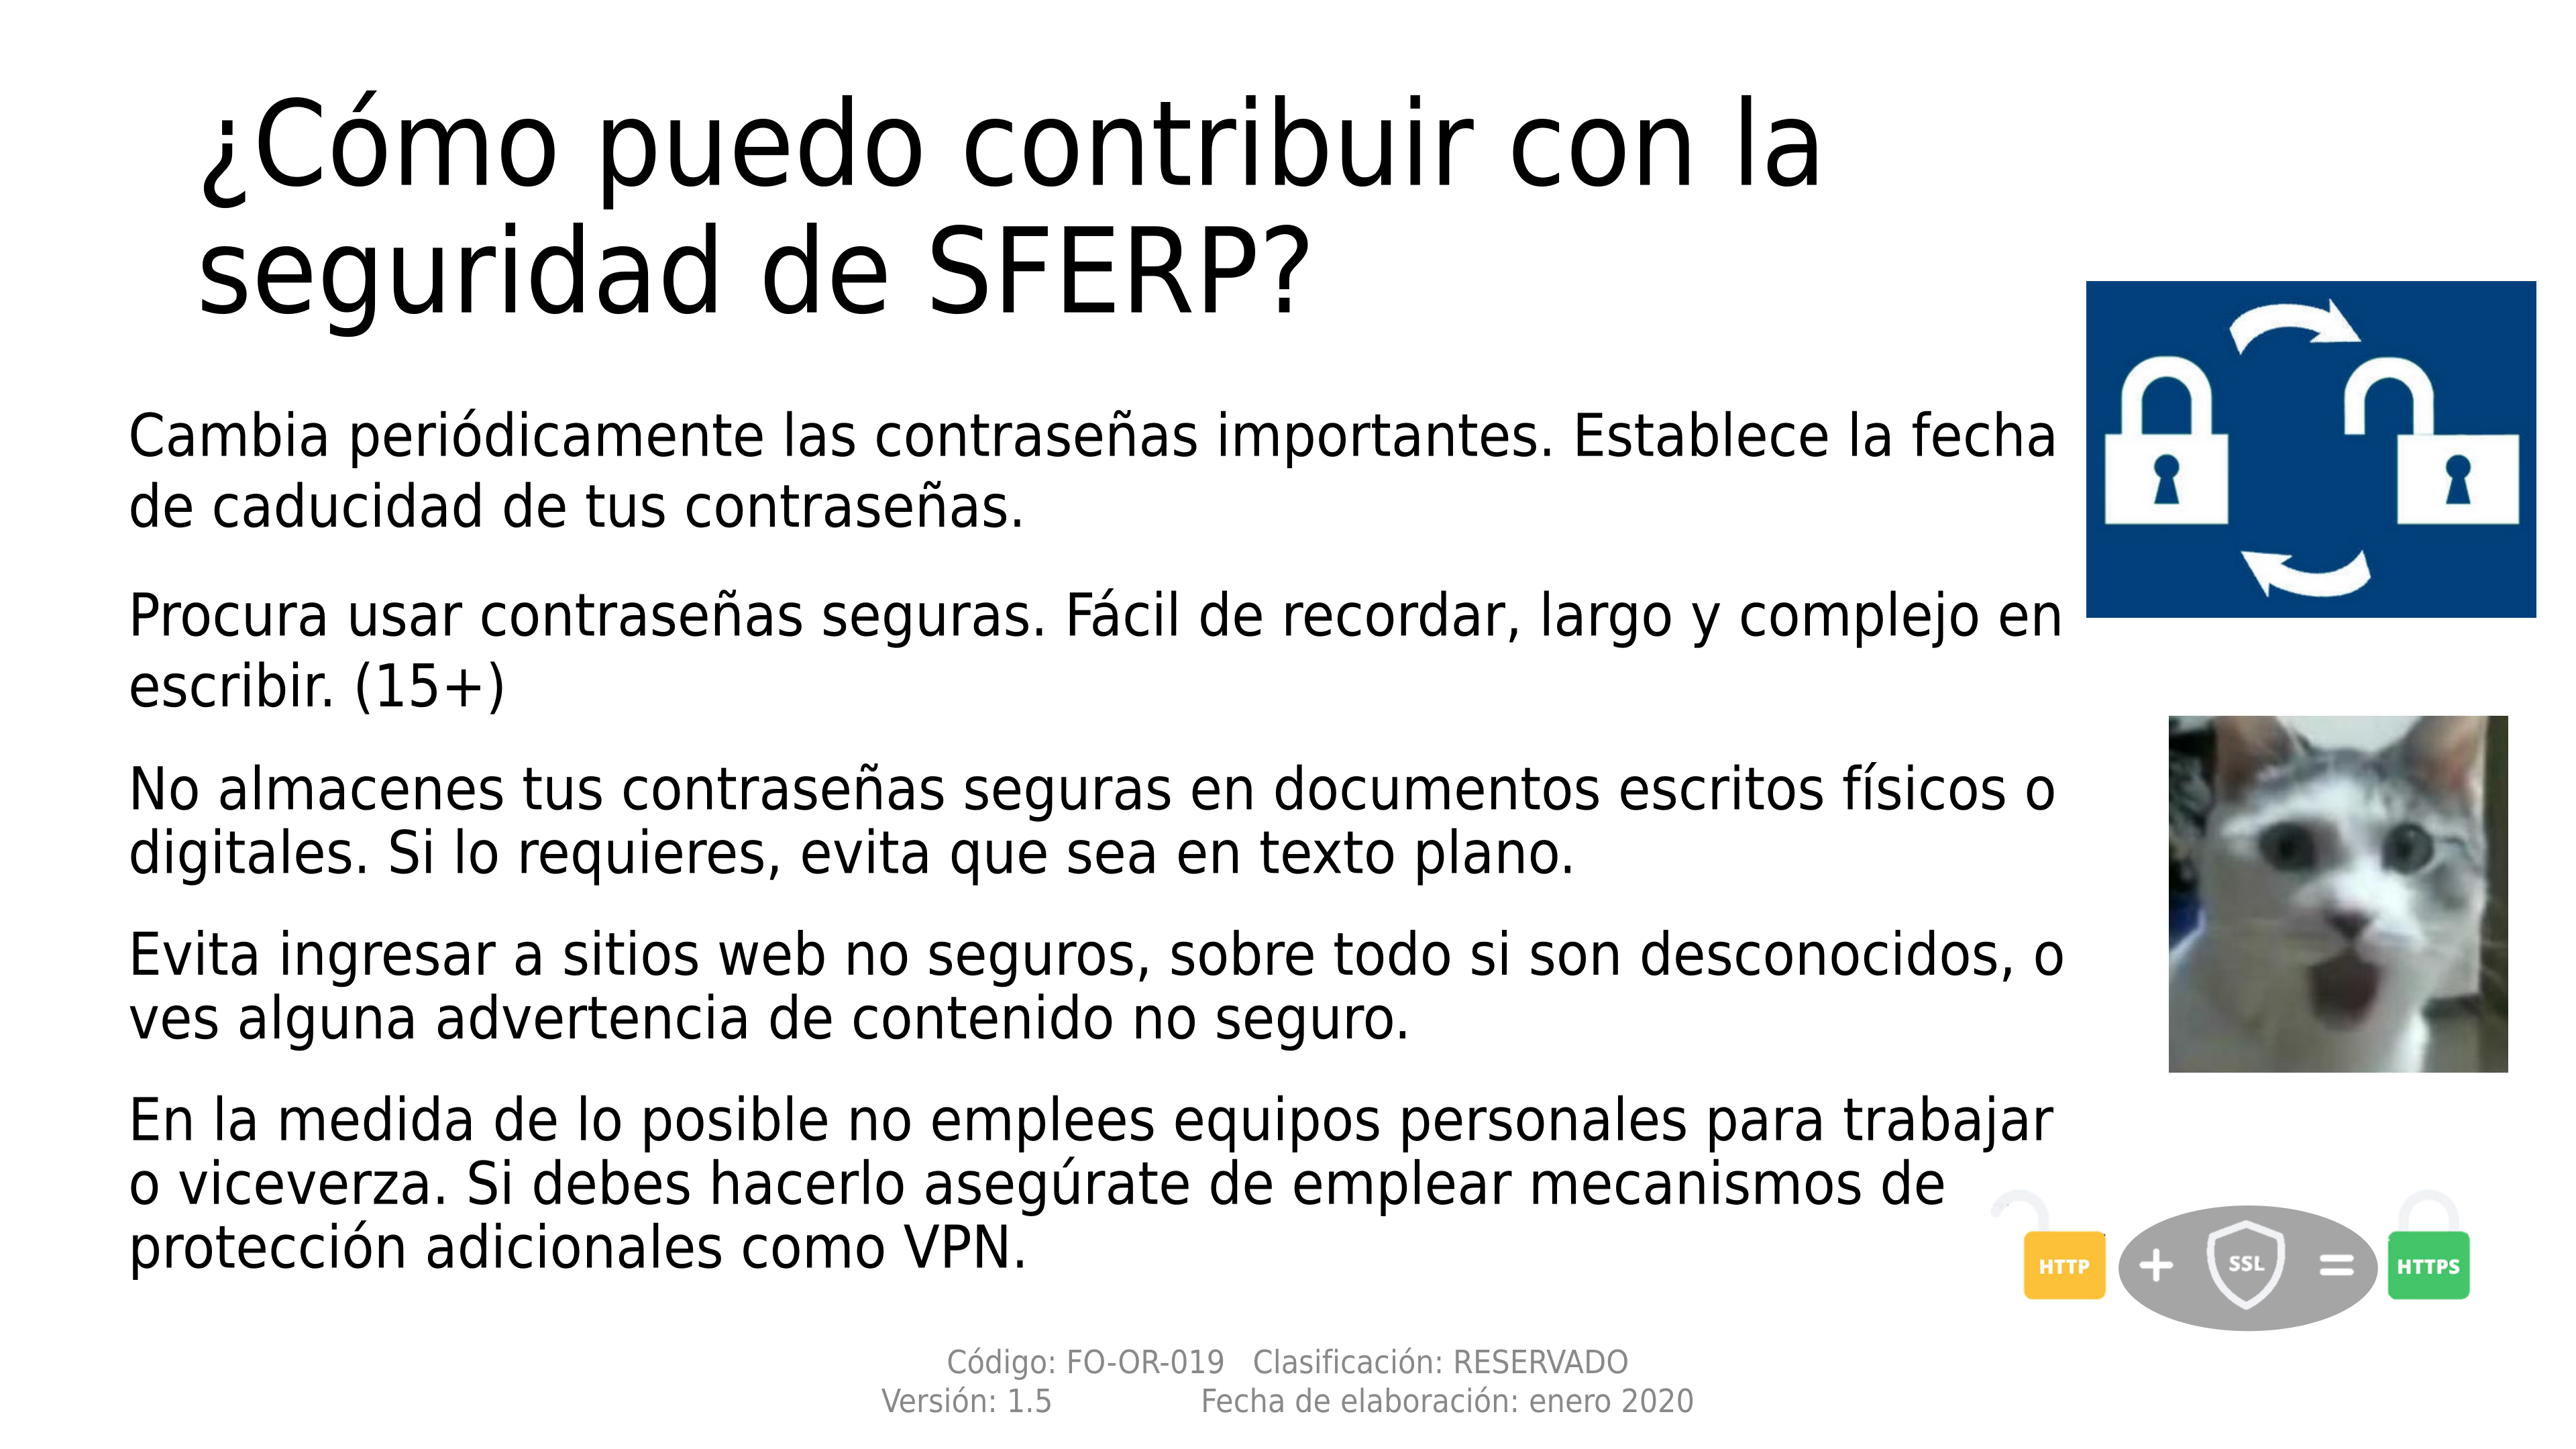 ¿Cómo puedo contribuir con la
seguridad de SFERP?
Cambia periódicamente las contraseñas importantes. Establece la fecha
de caducidad de tus contraseñas.
Procura usar contraseñas seguras. Fácil de recordar, largo y complejo en
escribir. (15+)
No almacenes tus contraseñas seguras en documentos escritos físicos o
digitales. Si lo requieres, evita que sea en texto plano.
Evita ingresar a sitios web no seguros, sobre todo si son desconocidos, o
ves alguna advertencia de contenido no seguro.
En la medida de lo posible no emplees equipos personales para trabajar
o viceverza. Si debes hacerlo asegúrate de emplear mecanismos de
protección adicionales como VPN.
HTTP + SSL = HTTPS
Código: FO-OR-019 Clasificación: RESERVADO
Versión: 1.5 Fecha de elaboración: enero 2020